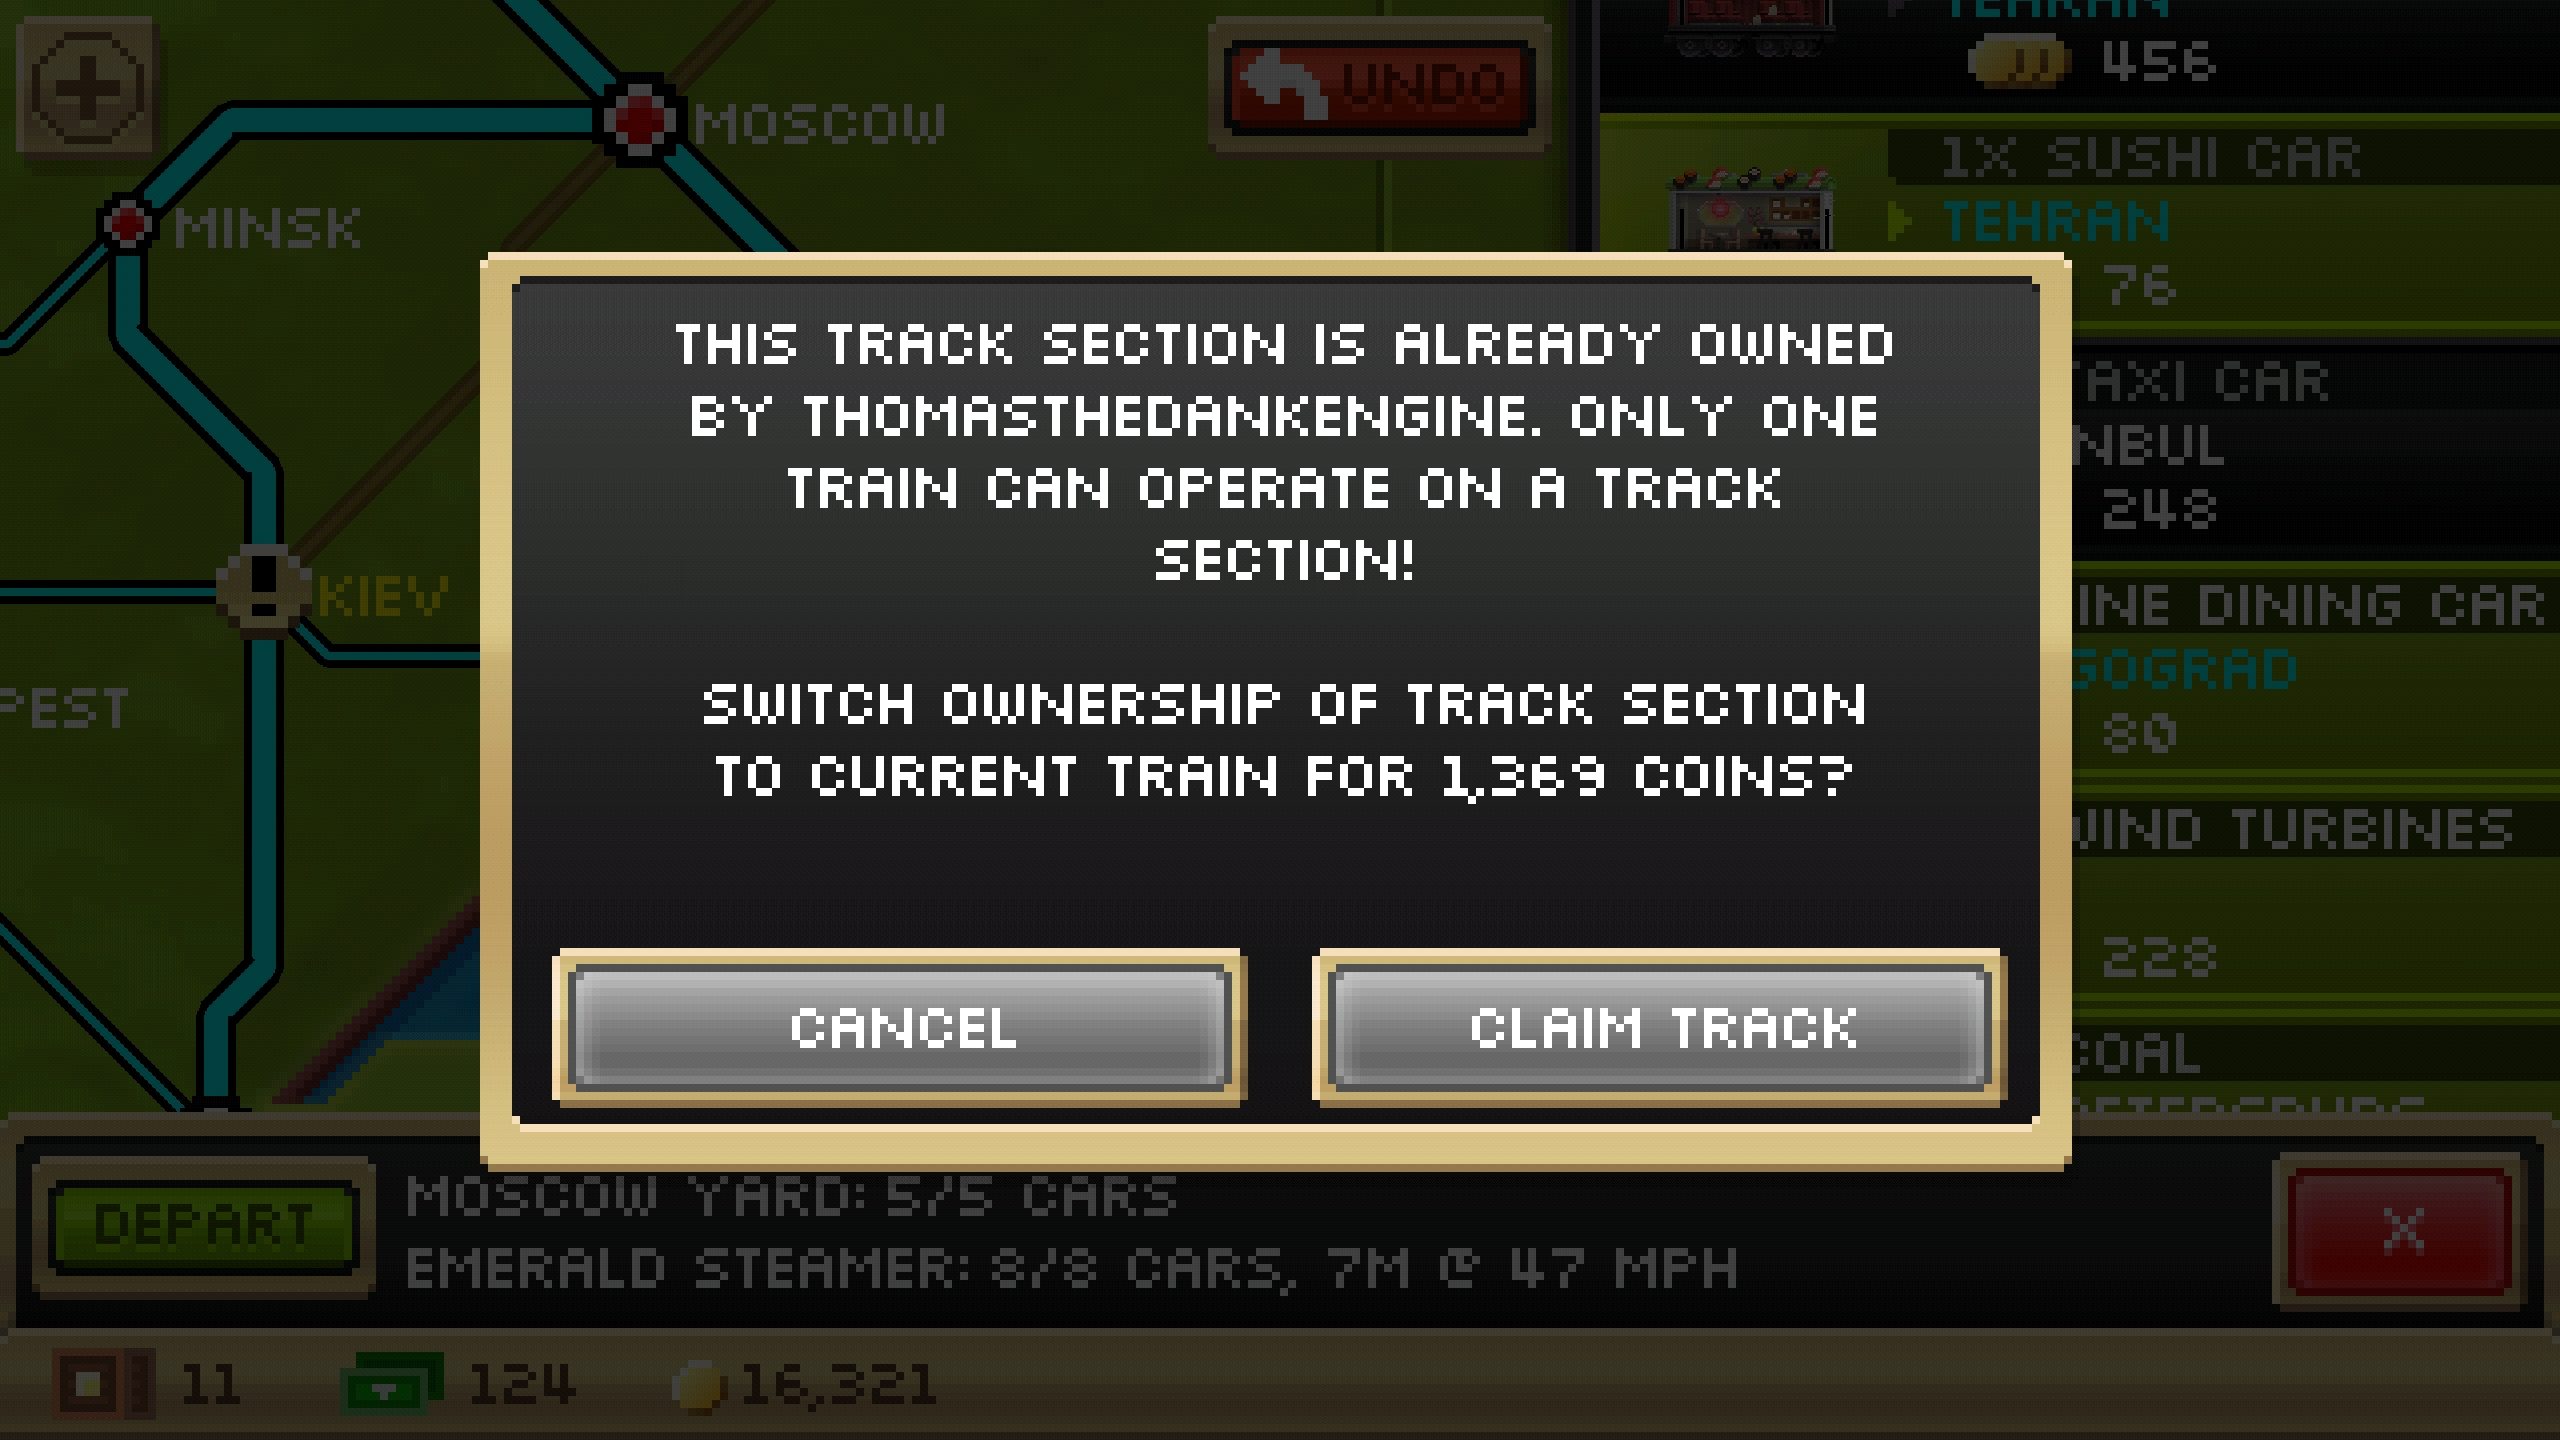 TEHRAN
456
UNDO
MOSCOW
1X SUSHI CAR
TEHRAN
76
MINSK
THIS TRACK SECTION IS ALREADY OWNED
BY THOMASTHEDANKENGINE. ONLY ONE
TRAIN CAN OPERATE ON A TRACK
SECTION!
SWITCH OWNERSHIP OF TRACK SECTION
TO CURRENT TRAIN FOR 1,369 COINS?
CANCEL
CLAIM TRACK
TAXI CAR
NBUL
248
KIEV
INE DINING CAR
GOGRAD
80
PEST
WIND TURBINES
228
COAL
DEPART
MOSCOW YARD: 5/5 CARS
EMERALD STEAMER: 8/8 CARS, 7M @ 47 MPH
X
11
124
16,321